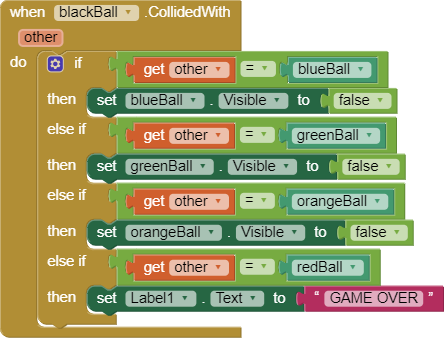 when blackBall .CollidedWith
other
do if get other = blueBall
then set blueBall . Visible to false
else if get other = greenBall
then set greenBall . Visible to false
else if get other = orangeBall
then set orangeBall . Visible to false
else if get other = redBall
then set Label1 . Text to “ GAME OVER ”